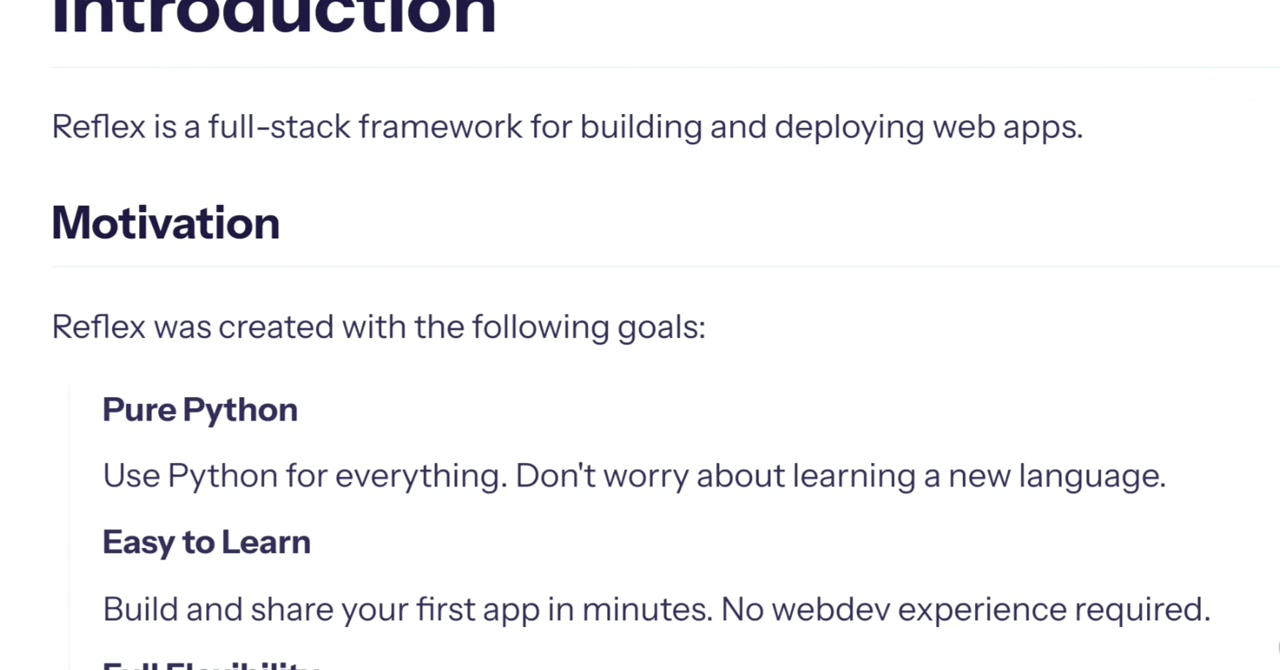 Introduction
Reflex is a full-stack framework for building and deploying web apps.
Motivation
Reflex was created with the following goals:
Pure Python
Use Python for everything. Don't worry about learning a new language.
Easy to Learn
Build and share your first app in minutes. No webdev experience required.
Full Flexibility